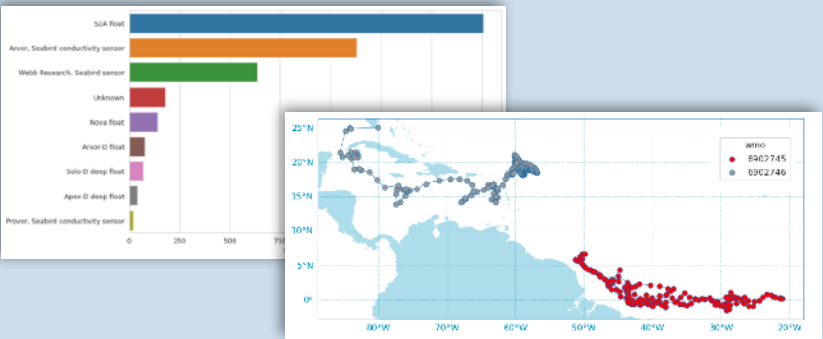 S2A float
Arvor, Seabird conductivity sensor
Webb Research, Seabird sensor
Unknown
Nova float
Arvor-D float
Solo-D deep float
Apex-D deep float
Provor, Seabird conductivity sensor
0 250 500 750
25°N
20°N
15°N
10°N
5°N
0°
80°W 70°W 60°W 50°W 40°W 30°W 20°W
wmo
6902745
6902746